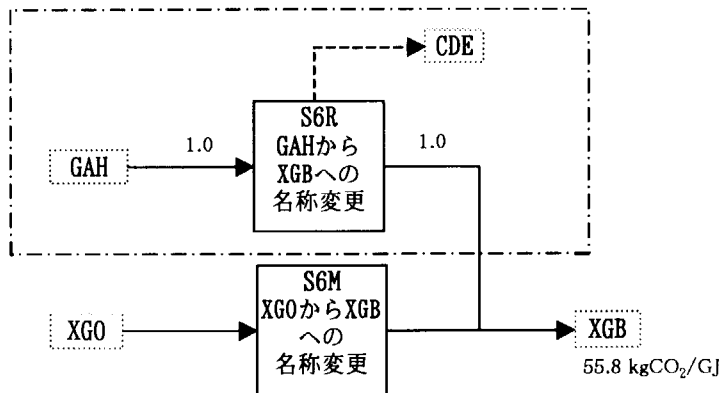 CDE
S6R
GAHから
XGBへの
名称変更
1.0
1.0
GAH
S6M
XGOからXGB
への
名称変更
XGO
XGB
55.8 kgCO₂/GJ